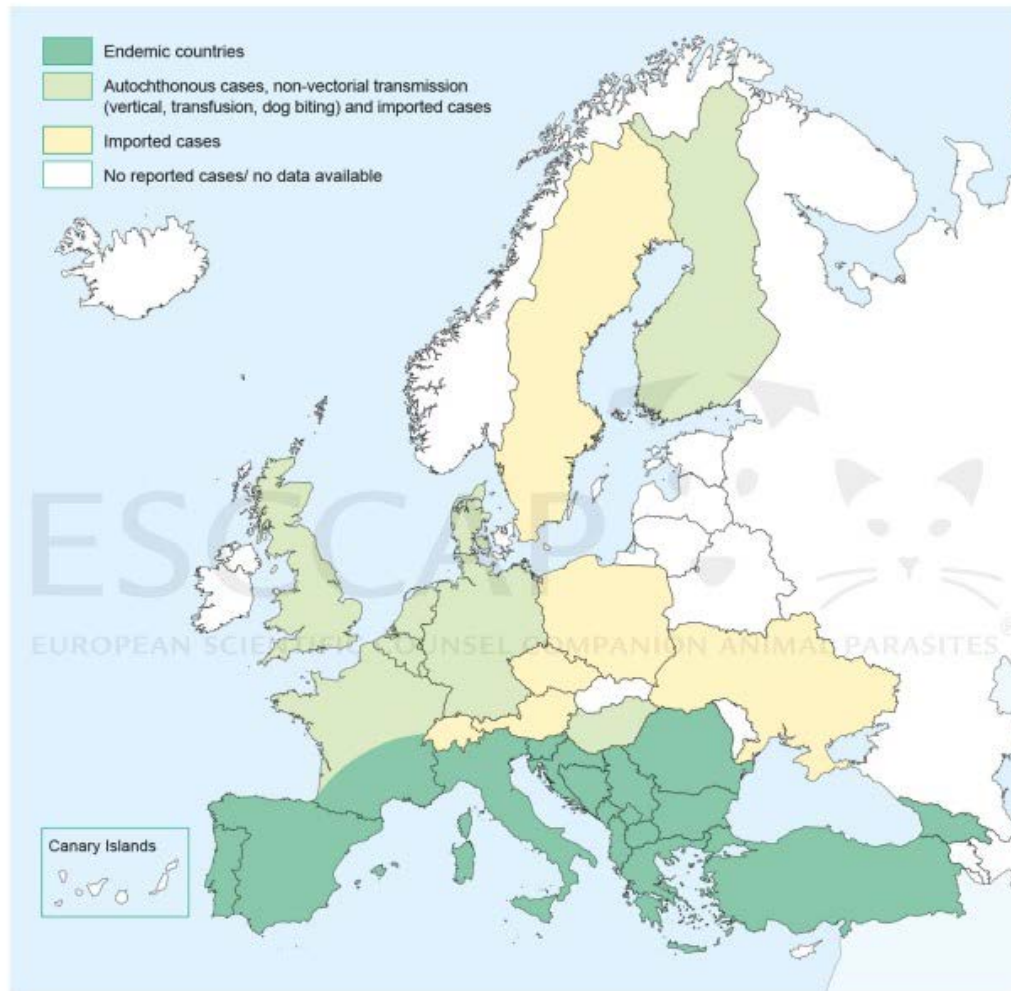 Endemic countries
Autochthonous cases, non-vectorial transmission
(vertical, transfusion, dog biting) and imported cases
Imported cases
No reported cases/ no data available
ESCCAP
EUROPEAN SCIENTIFIC COUNSEL COMPANION ANIMAL PARASITES
®
Canary Islands